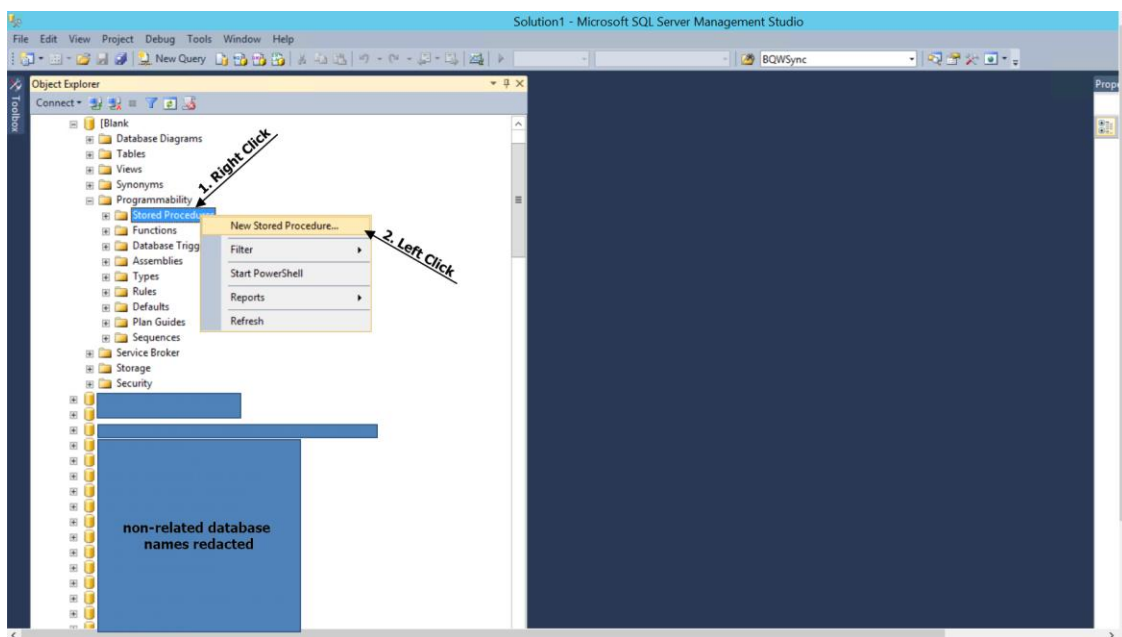 Solution1 - Microsoft SQL Server Management Studio
File Edit View Project Debug Tools Window Help
New Query
BQWSync
Object Explorer
Prope
Toolbox
Connect
[Blank
Database Diagrams
Tables
Views
Synonyms
Programmability
1. Right Click
Stored Procedures
New Stored Procedure...
2. Left Click
Functions
Database Trigg
Filter
Assemblies
Types
Start PowerShell
Rules
Reports
Defaults
Plan Guides
Refresh
Sequences
Service Broker
Storage
Security
non-related database
names redacted